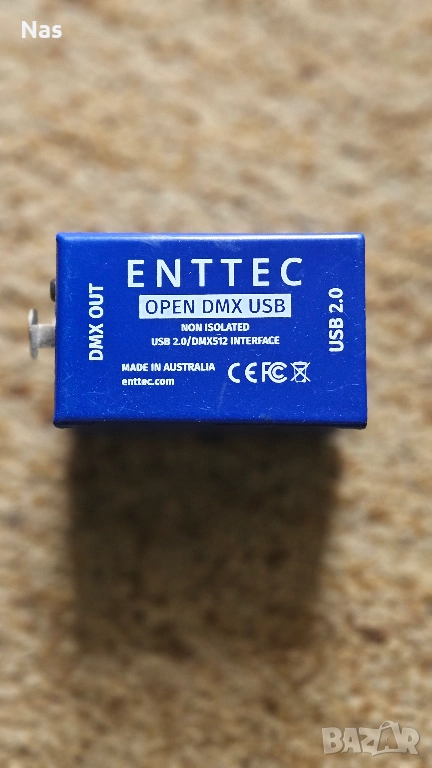 Nas
ENTTEC
OPEN DMX USB
NON ISOLATED
USB 2.0/DMX512 INTERFACE
MADE IN AUSTRALIA
enttec.com
CE FC
DMX OUT
USB 2.0
BAZAR